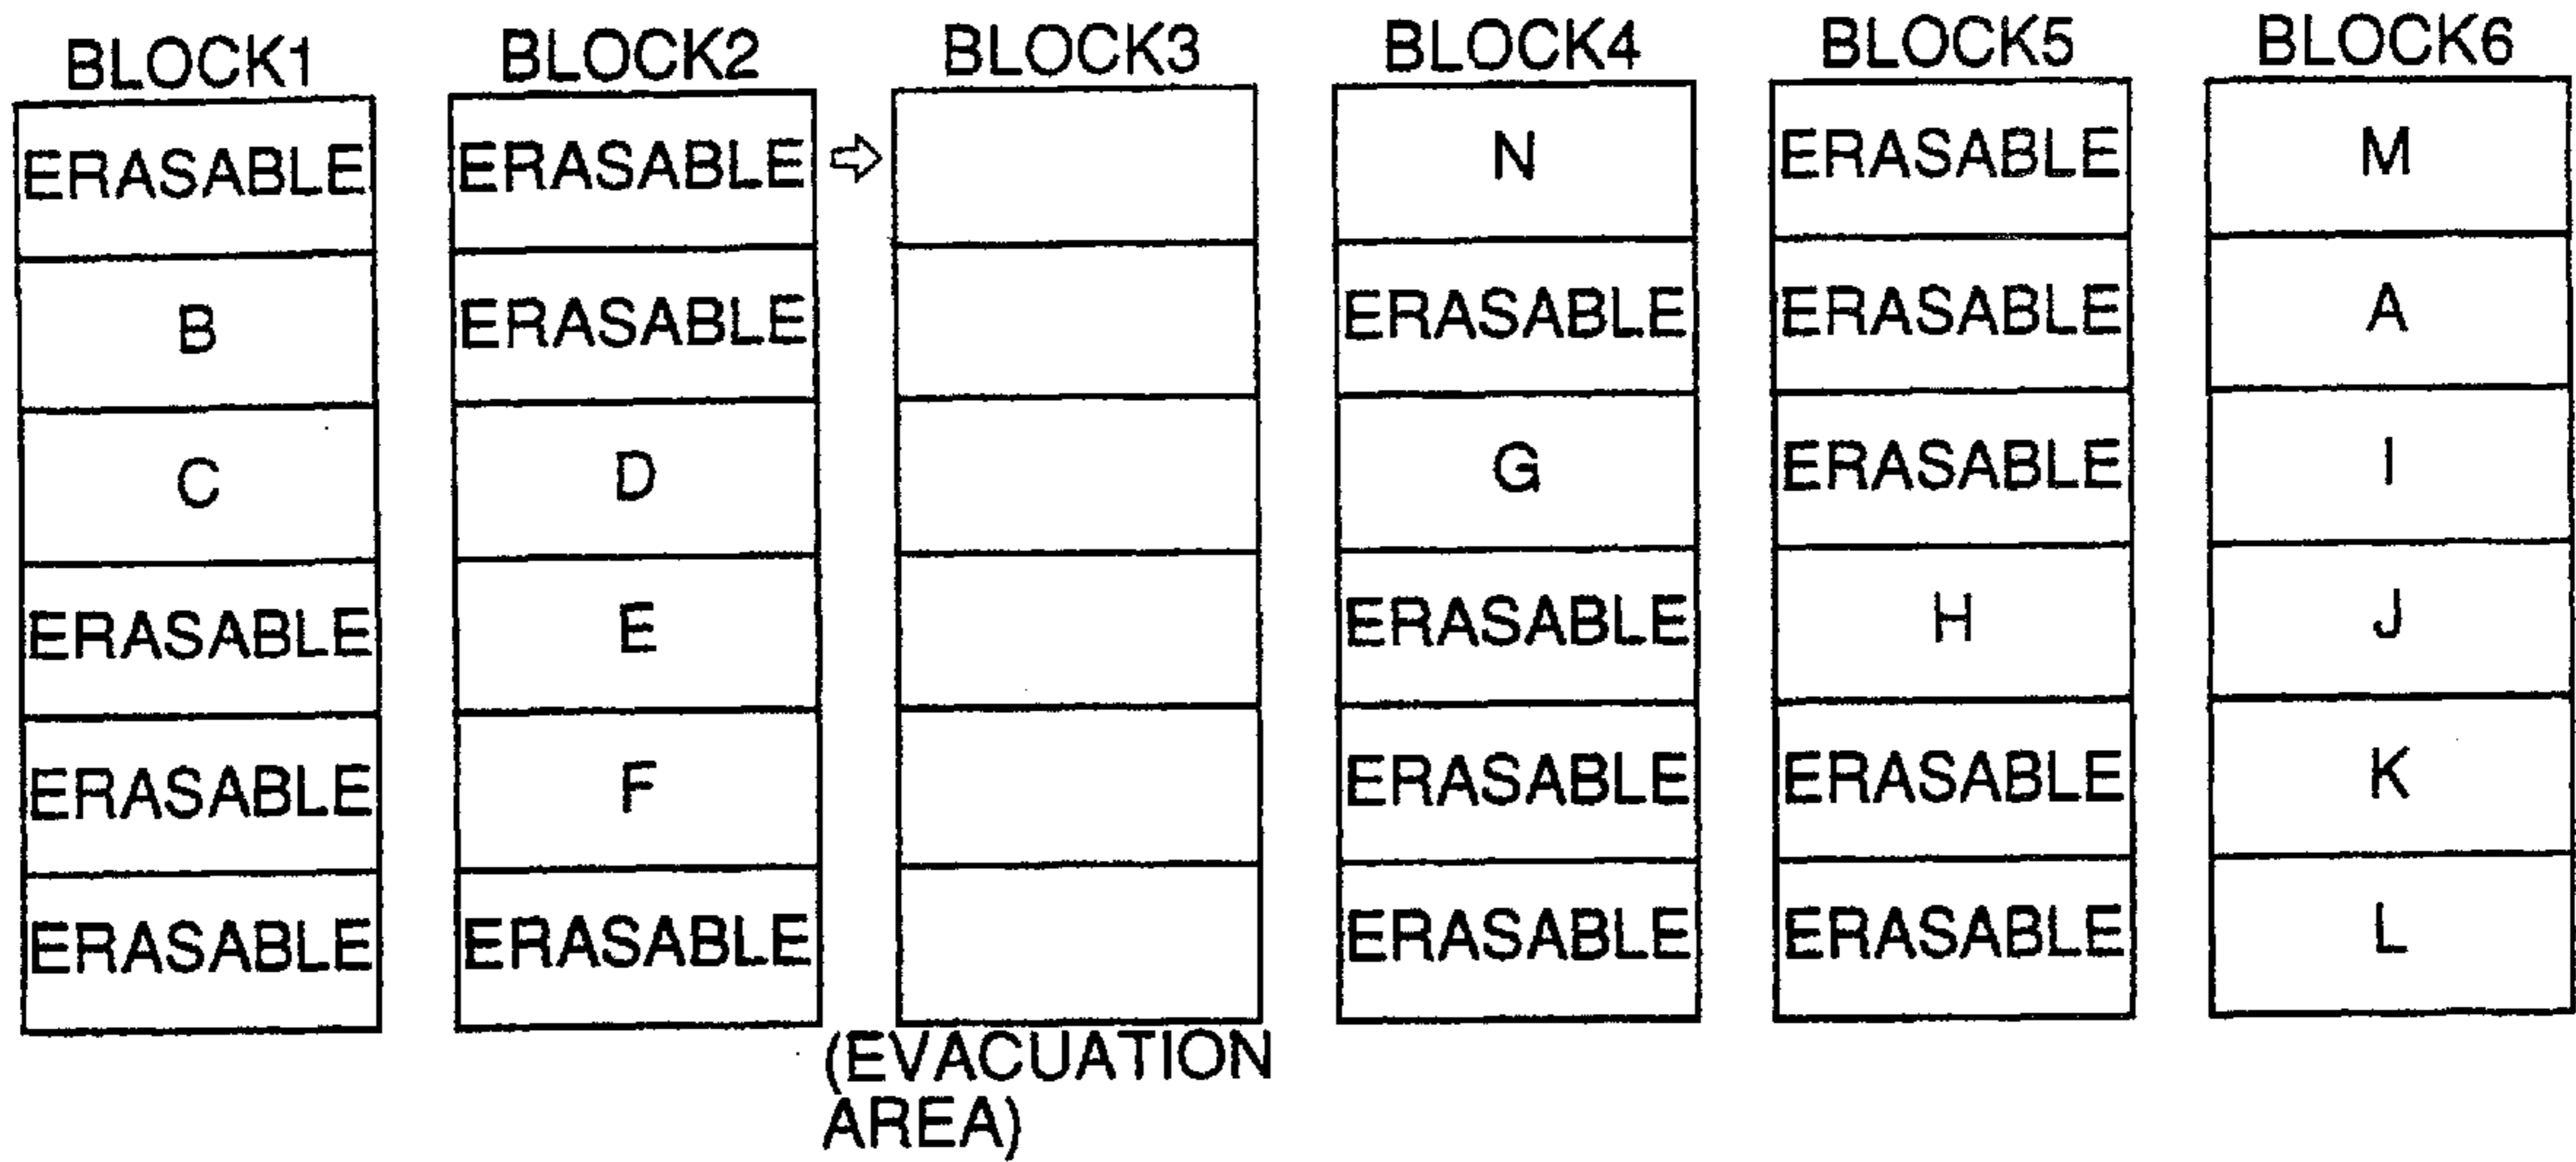 BLOCK1
ERASABLE
B
C
ERASABLE
ERASABLE
ERASABLE
BLOCK2
ERASABLE
ERASABLE
D
E
F
ERASABLE
BLOCK3
(EVACUATION
AREA)
BLOCK4
N
ERASABLE
G
ERASABLE
ERASABLE
ERASABLE
BLOCK5
ERASABLE
ERASABLE
ERASABLE
H
ERASABLE
ERASABLE
BLOCK6
M
A
I
J
K
L